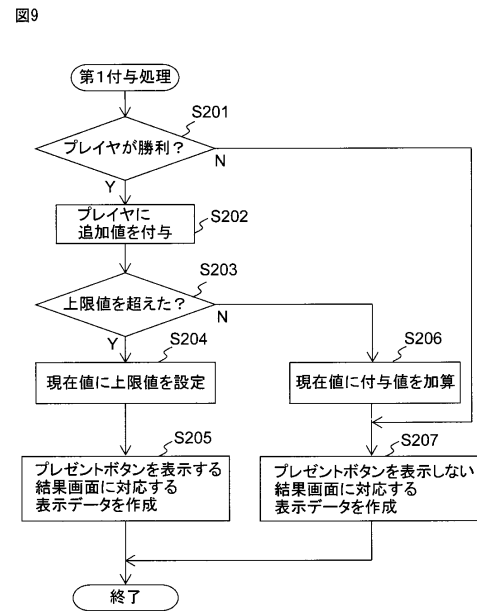 図9
第1付与処理
S201
プレイヤが勝利？
N
Y
プレイヤに
追加値を付与
S202
S203
上限値を超えた？
N
Y
S204
現在値に上限値を設定
S206
現在値に付与値を加算
S205
プレゼントボタンを表示する
結果画面に対応する
表示データを作成
S207
プレゼントボタンを表示しない
結果画面に対応する
表示データを作成
終了